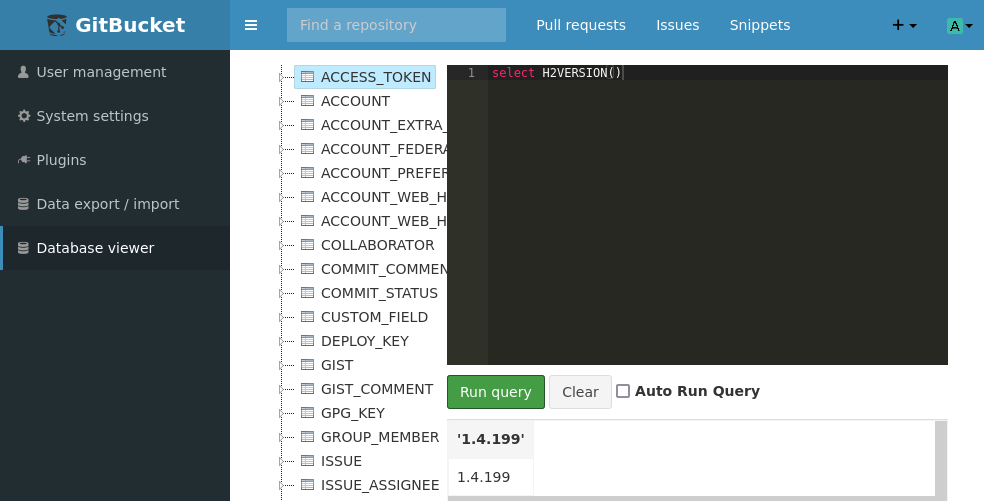 GitBucket
Find a repository
Pull requests
Issues
Snippets
A
User management
System settings
Plugins
Data export / import
Database viewer
ACCESS_TOKEN
ACCOUNT
ACCOUNT_EXTRA_
ACCOUNT_FEDERA
ACCOUNT_PREFER
ACCOUNT_WEB_H
ACCOUNT_WEB_H
COLLABORATOR
COMMIT_COMMEN
COMMIT_STATUS
CUSTOM_FIELD
DEPLOY_KEY
GIST
GIST_COMMENT
GPG_KEY
GROUP_MEMBER
ISSUE
ISSUE_ASSIGNEE
1 select H2VERSION()
Run query
Clear
Auto Run Query
'1.4.199'
1.4.199